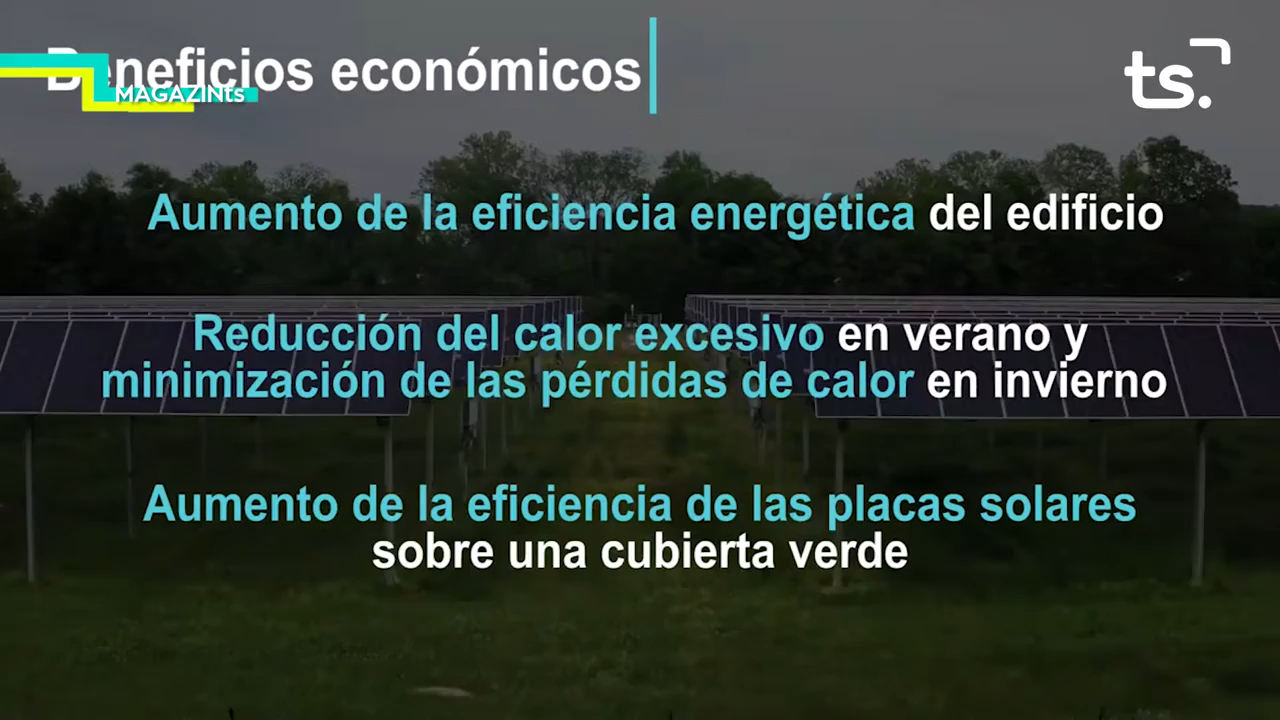 Beneficios económicos
MAGAZINts
ts.
Aumento de la eficiencia energética del edificio
Reducción del calor excesivo en verano y
minimización de las pérdidas de calor en invierno
Aumento de la eficiencia de las placas solares
sobre una cubierta verde